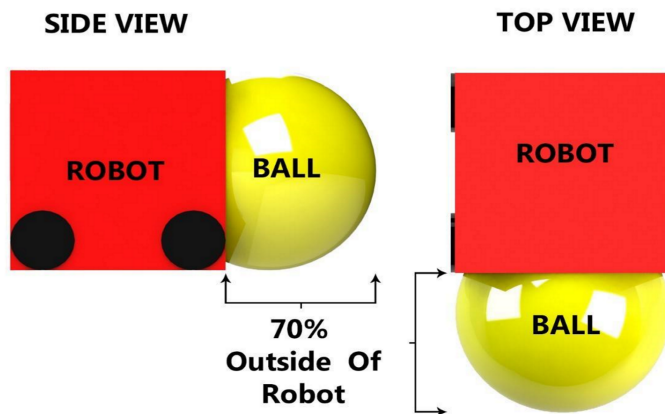 SIDE VIEW
TOP VIEW
ROBOT
BALL
ROBOT
70%
Outside Of
Robot
BALL